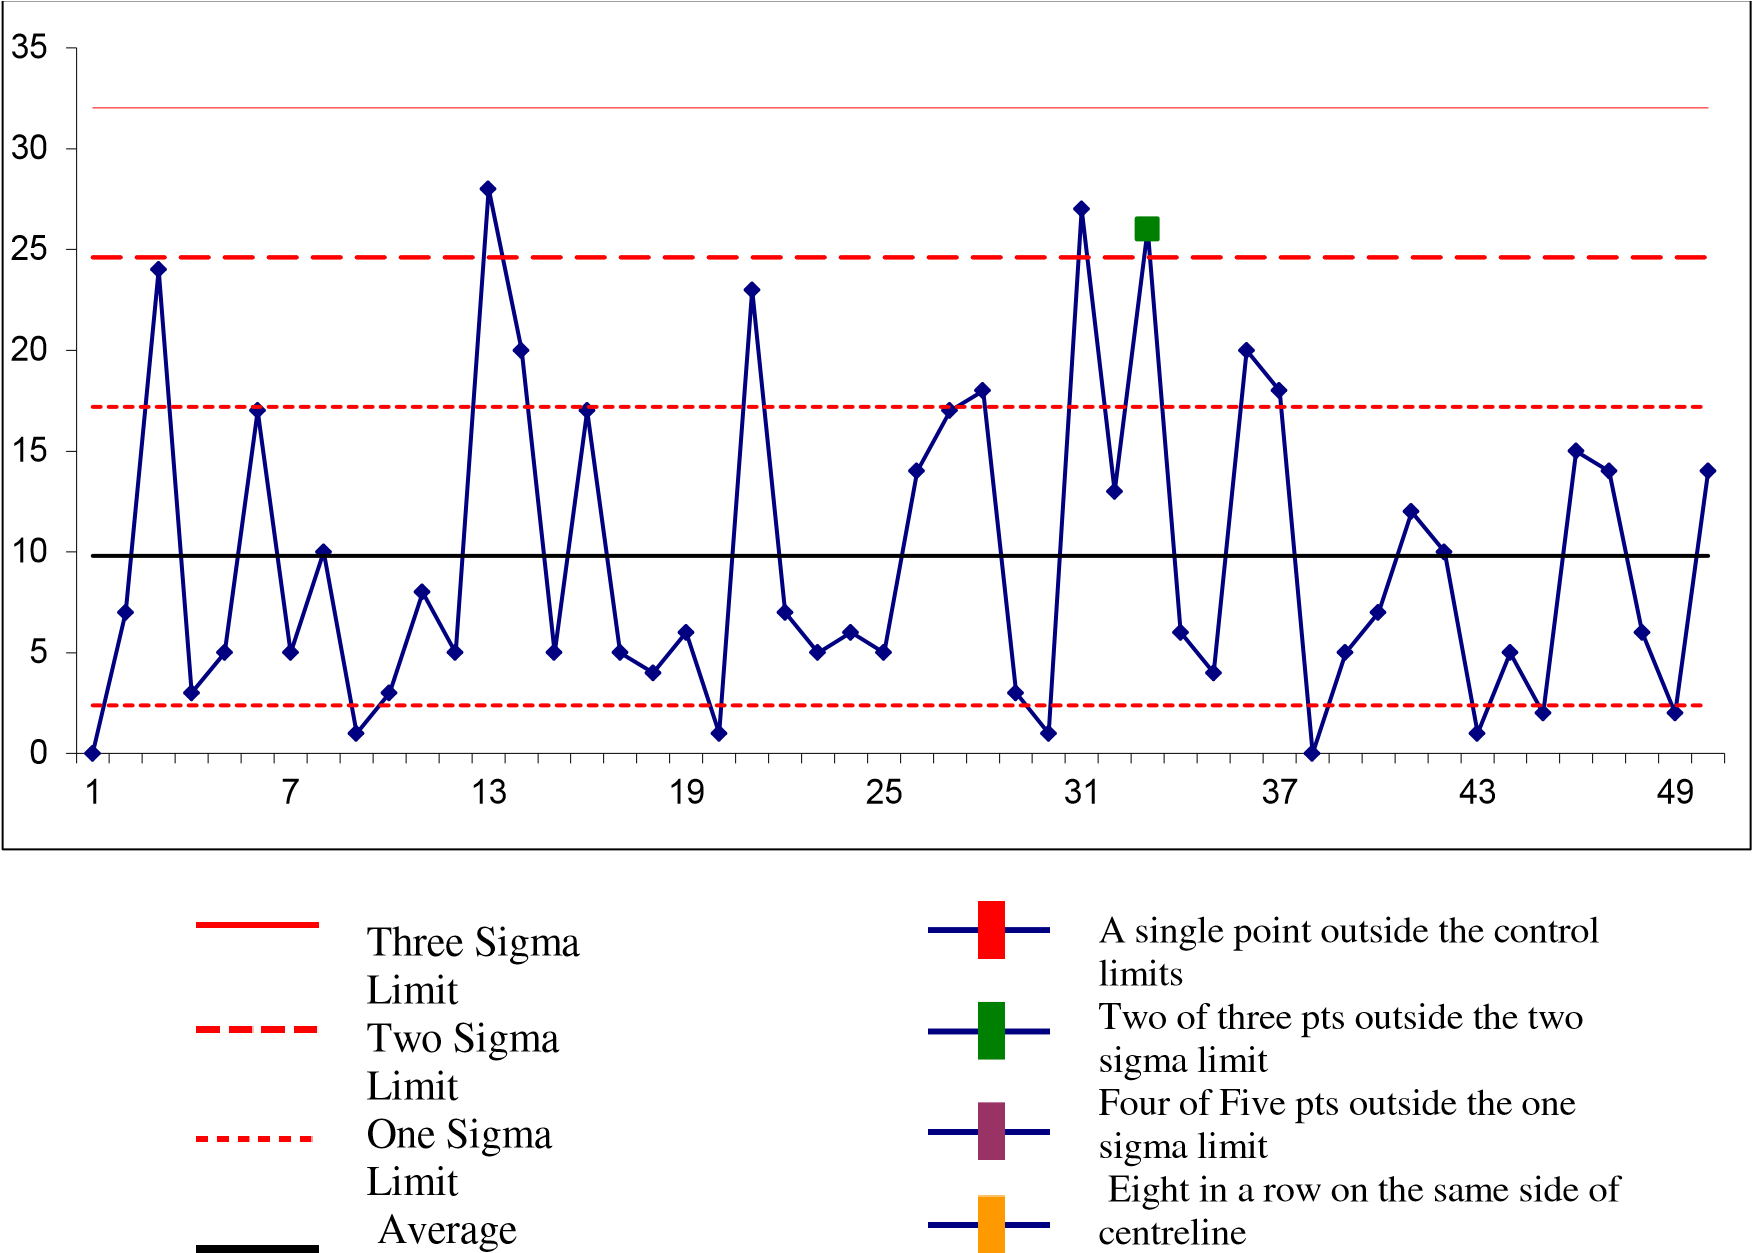 35
30
25
20
15
10
5
0
1 7 13 19 25 31 37 43 49
Three Sigma
Limit
Two Sigma
Limit
One Sigma
Limit
Average
A single point outside the control
limits
Two of three pts outside the two
sigma limit
Four of Five pts outside the one
sigma limit
Eight in a row on the same side of
centreline